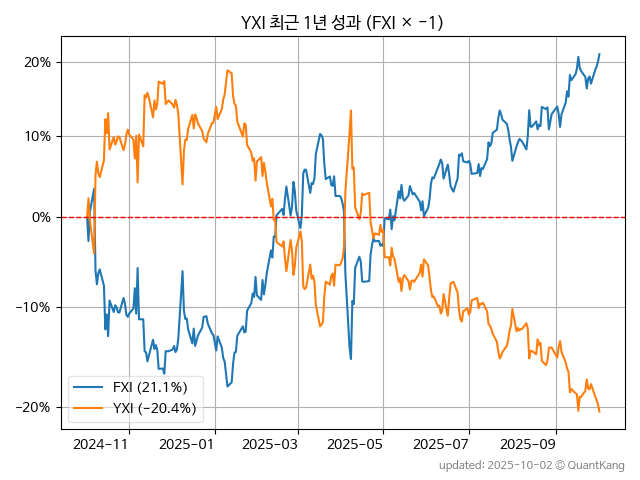 YXI 최근 1년 성과 (FXI × −1)
20%
10%
0%
−10%
−20%
FXI (21.1%)
YXI (−20.4%)
2024−11
2025−01
2025−03
2025−05
2025−07
2025−09
updated: 2025-10-02 © QuantKang